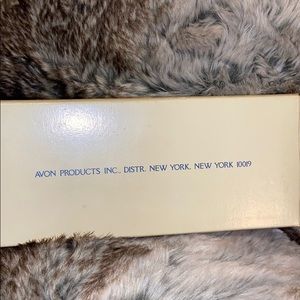 AVON PRODUCTS INC., DISTR. NEW YORK, NEW YORK 10019